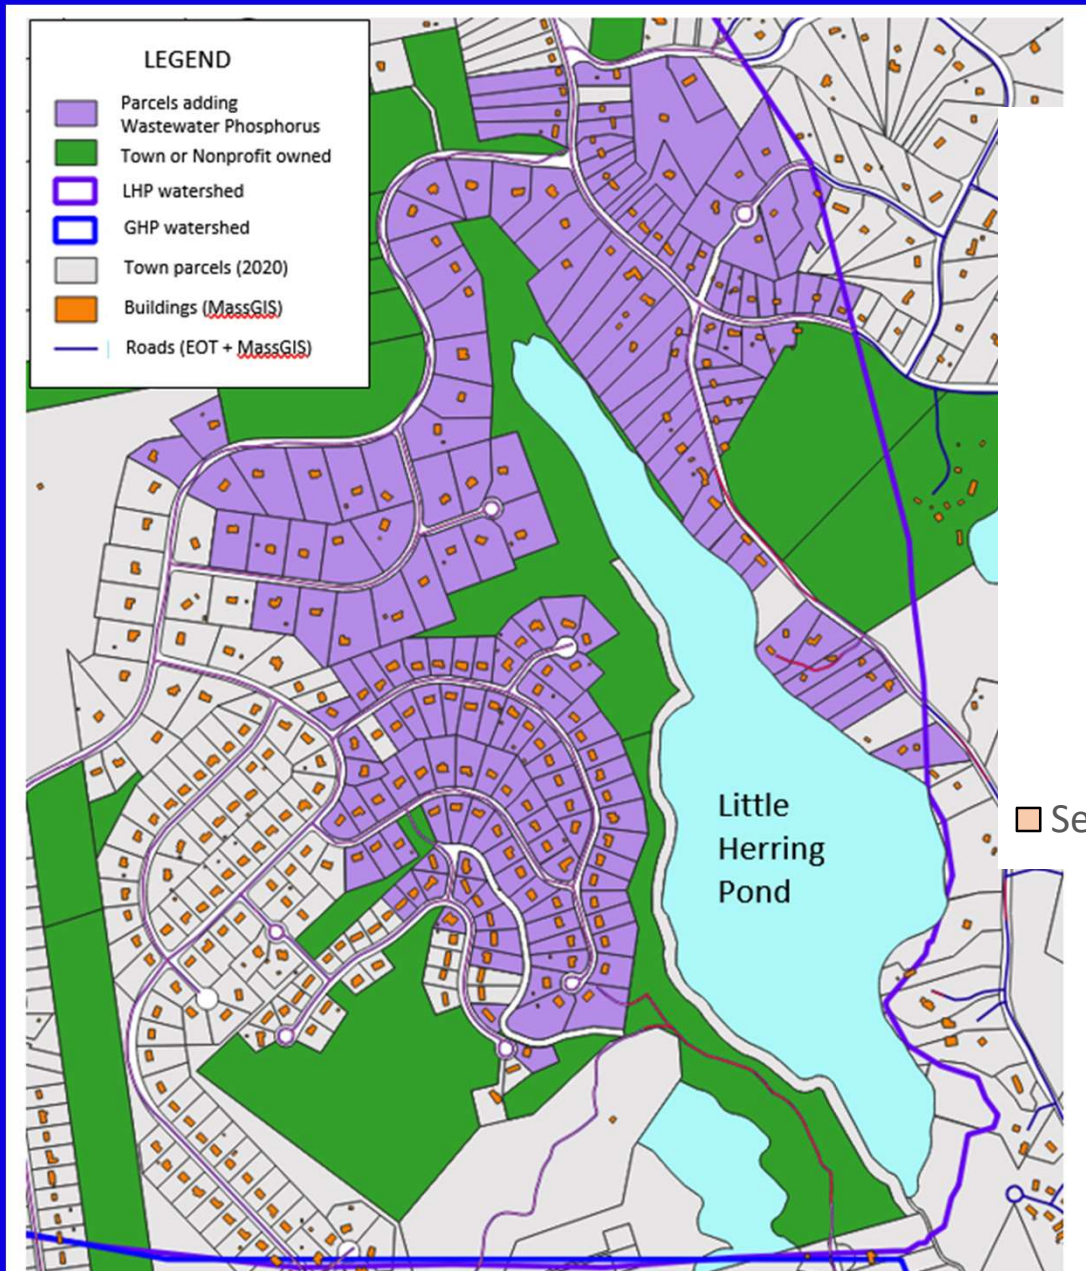 LEGEND
Parcels adding
Wastewater Phosphorus
Town or Nonprofit owned
LHP watershed
GHP watershed
Town parcels (2020)
Buildings (MassGIS)
Roads (EOT + MassGIS)
Little
Herring
Pond
Se